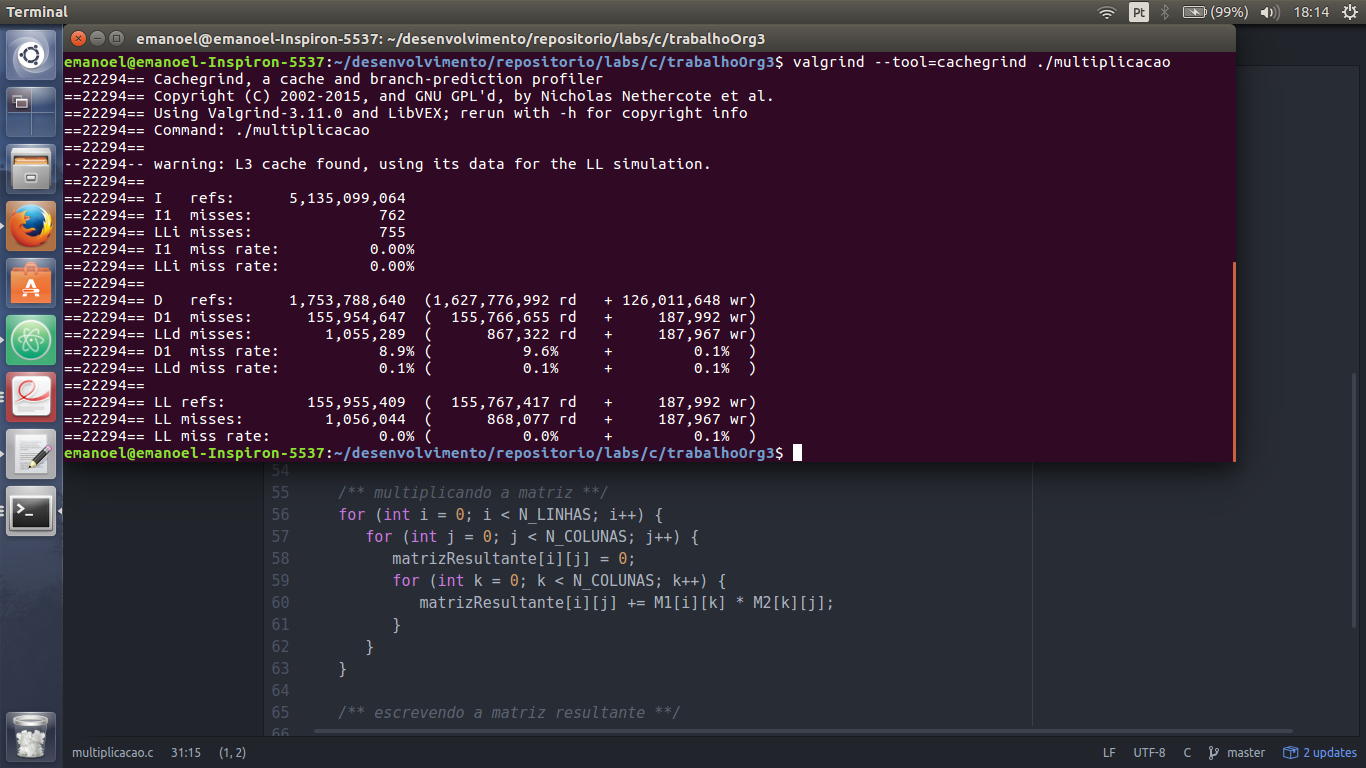 Terminal
Pt
(99%)
18:14
emanoel@emanoel-Inspiron-5537: ~/desenvolvimento/repositorio/labs/c/trabalhoOrg3
emanoel@emanoel-Inspiron-5537:~/desenvolvimento/repositorio/labs/c/trabalhoOrg3$ valgrind --tool=cachegrind ./multiplicacao
==22294== Cachegrind, a cache and branch-prediction profiler
==22294== Copyright (C) 2002-2015, and GNU GPL'd, by Nicholas Nethercote et al.
==22294== Using Valgrind-3.11.0 and LibVEX; rerun with -h for copyright info
==22294== Command: ./multiplicacao
==22294==
--22294-- warning: L3 cache found, using its data for the LL simulation.
==22294==
==22294== I   refs:      5,135,099,064
==22294== I1  misses:              762
==22294== LLi misses:              755
==22294== I1  miss rate:          0.00%
==22294== LLi miss rate:          0.00%
==22294==
==22294== D   refs:      1,753,788,640  (1,627,776,992 rd   + 126,011,648 wr)
==22294== D1  misses:      155,954,647  (  155,766,655 rd   +     187,992 wr)
==22294== LLd misses:        1,055,289  (      867,322 rd   +     187,967 wr)
==22294== D1  miss rate:           8.9% (          9.6%     +         0.1%  )
==22294== LLd miss rate:           0.1% (          0.1%     +         0.1%  )
==22294==
==22294== LL refs:         155,955,409  (  155,767,417 rd   +     187,992 wr)
==22294== LL misses:         1,056,044  (      868,077 rd   +     187,967 wr)
==22294== LL miss rate:            0.0% (          0.0%     +         0.1%  )
emanoel@emanoel-Inspiron-5537:~/desenvolvimento/repositorio/labs/c/trabalhoOrg3$
54
55 /** multiplicando a matriz **/
56 for (int i = 0; i < N_LINHAS; i++) {
57 for (int j = 0; j < N_COLUNAS; j++) {
58 matrizResultante[i][j] = 0;
59 for (int k = 0; k < N_COLUNAS; k++) {
60 matrizResultante[i][j] += M1[i][k] * M2[k][j];
61 }
62 }
63 }
64
65 /** escrevendo a matriz resultante **/
66
multiplicacao.c 31:15 (1, 2) LF UTF-8 C master 2 updates